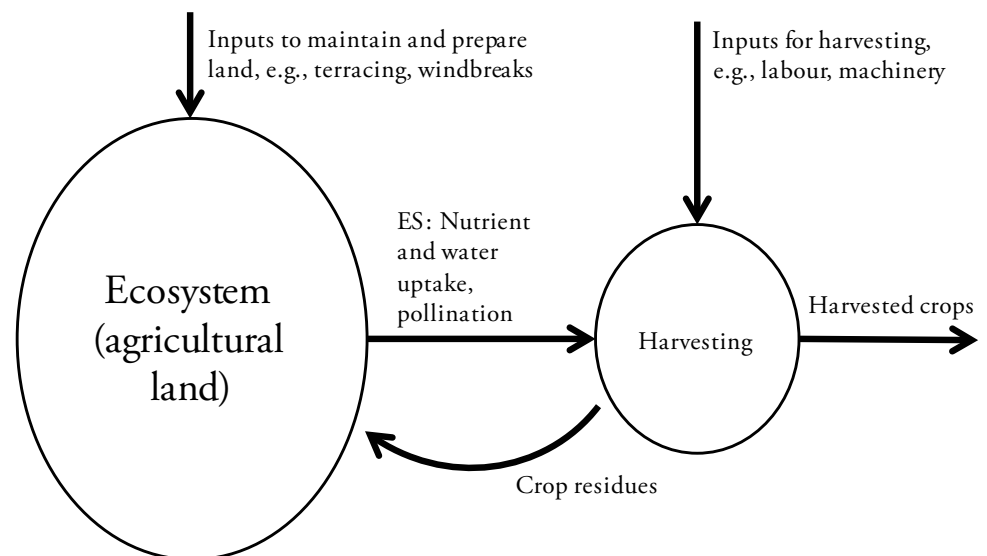 Inputs to maintain and prepare
land, e.g., terracing, windbreaks
Inputs for harvesting,
e.g., labour, machinery
ES: Nutrient
and water
uptake,
pollination
Ecosystem
(agricultural
land)
Harvesting
Harvested crops
Crop residues